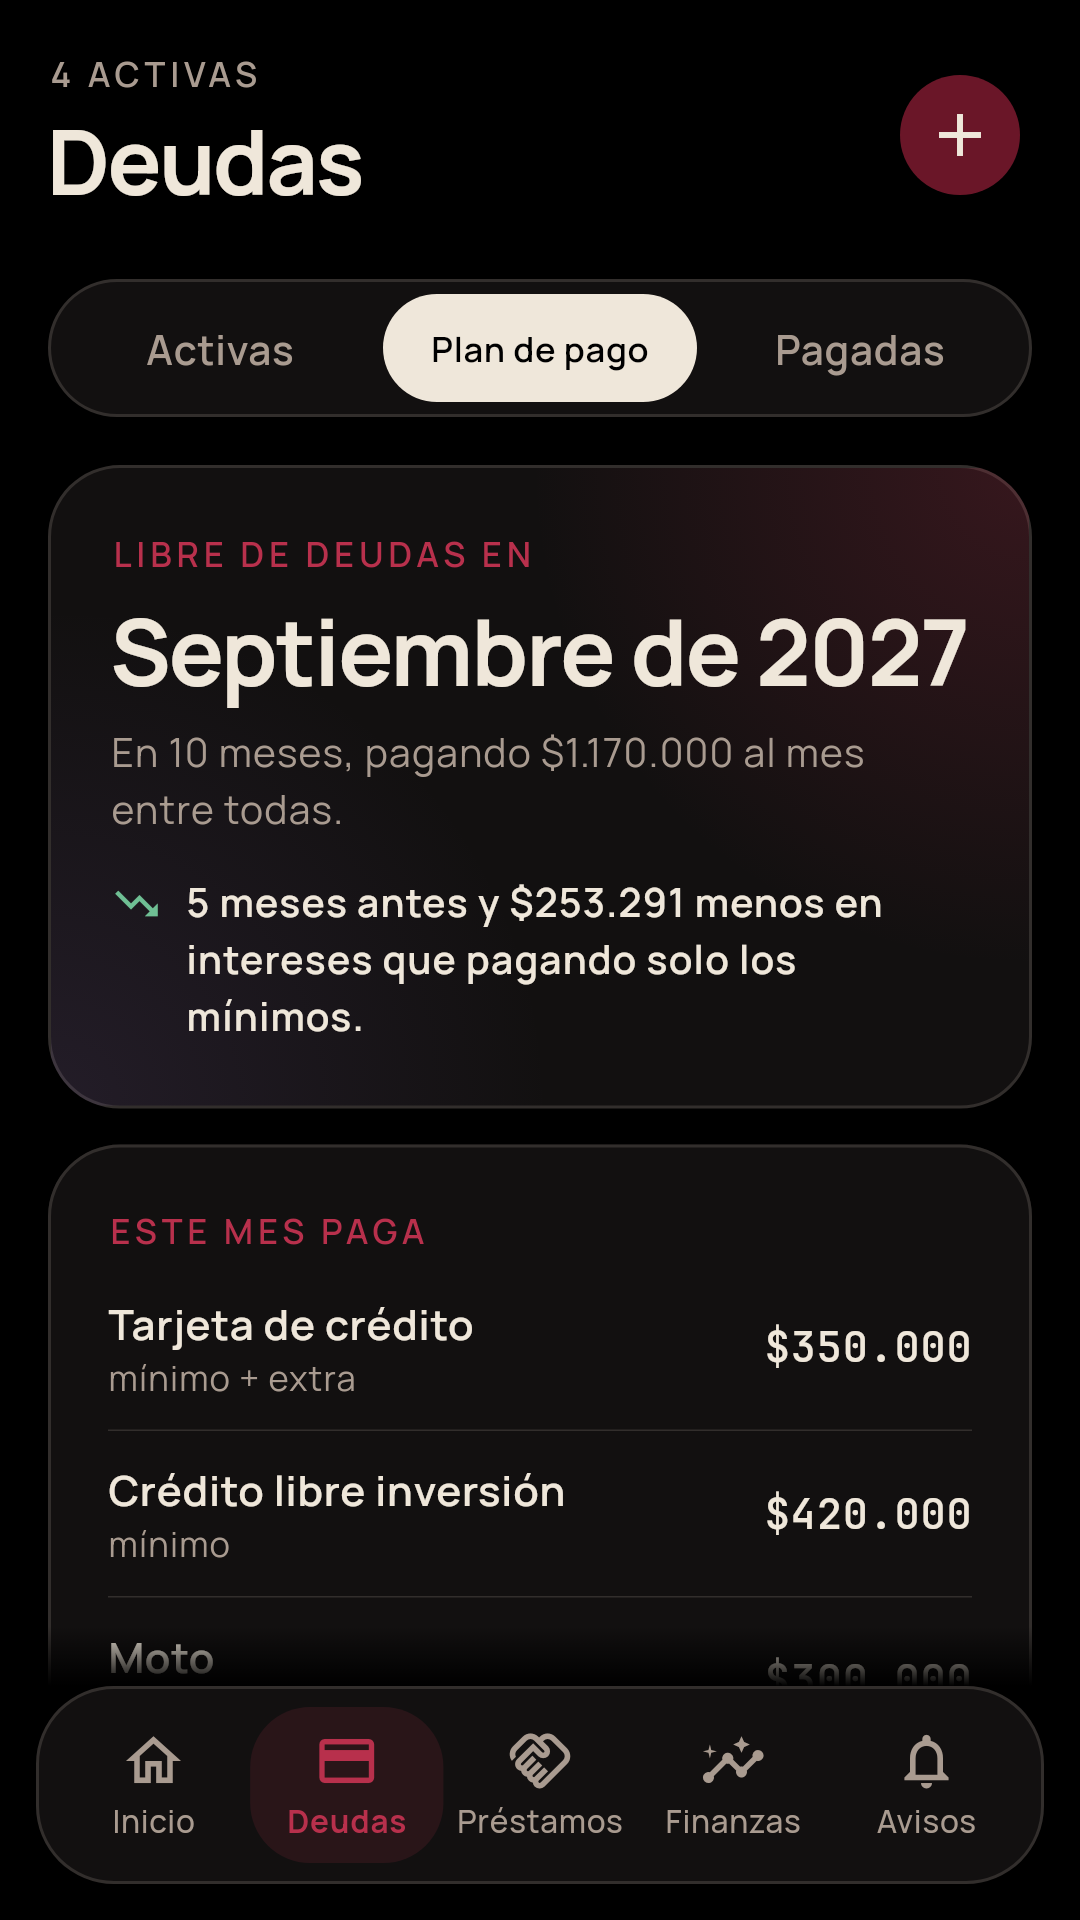 4 ACTIVAS
Deudas
Activas
Plan de pago
Pagadas
LIBRE DE DEUDAS EN
Septiembre de 2027
En 10 meses, pagando $1.170.000 al mes
entre todas.
5 meses antes y $253.291 menos en
intereses que pagando solo los
mínimos.
ESTE MES PAGA
Tarjeta de crédito
$350.000
mínimo + extra
Crédito libre inversión
$420.000
mínimo
Moto
$300.000
Inicio
Deudas
Préstamos
Finanzas
Avisos